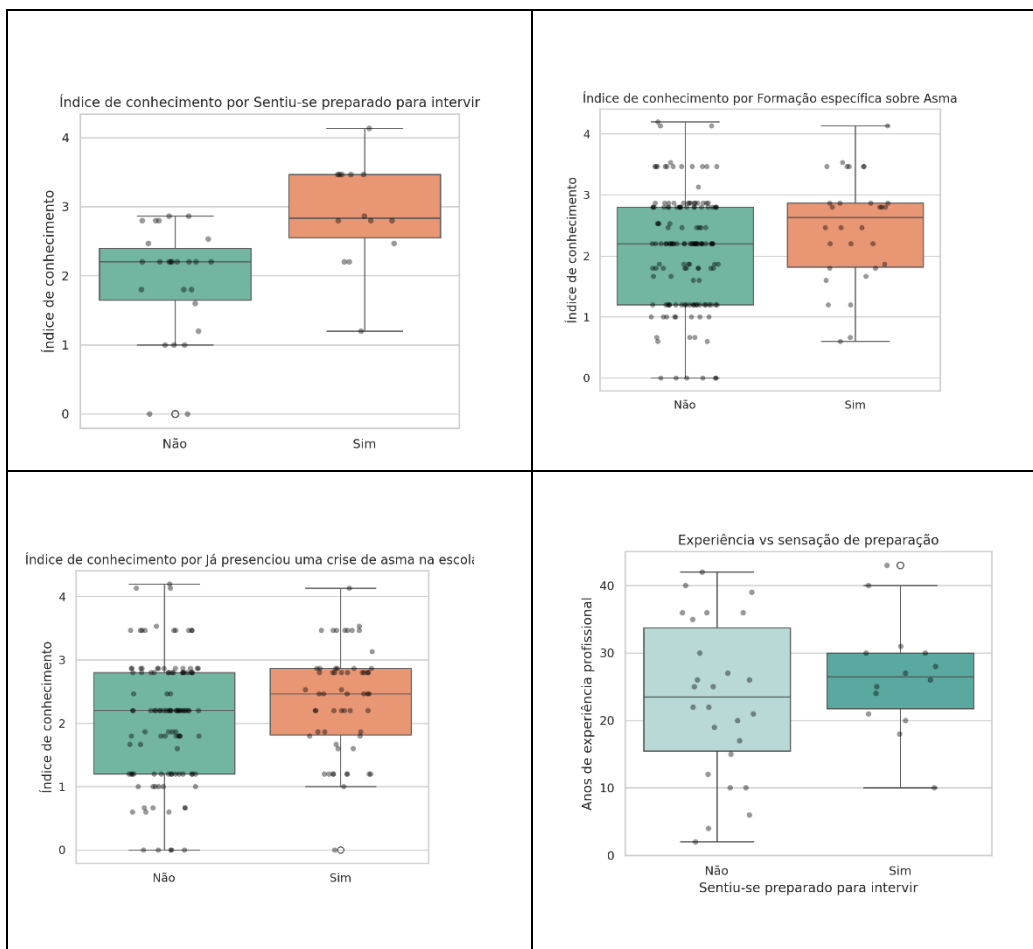 Índice de conhecimento por Sentiu-se preparado para intervir
Índice de conhecimento
4
3
2
1
0
Não
Sim
Índice de conhecimento por Formação específica sobre Asma
Índice de conhecimento
4
3
2
1
0
Não
Sim
Índice de conhecimento por Já presenciou uma crise de asma na escola
Índice de conhecimento
4
3
2
1
0
Não
Sim
Experiência vs sensação de preparação
Anos de experiência profissional
40
30
20
10
0
Não
Sim
Sentiu-se preparado para intervir